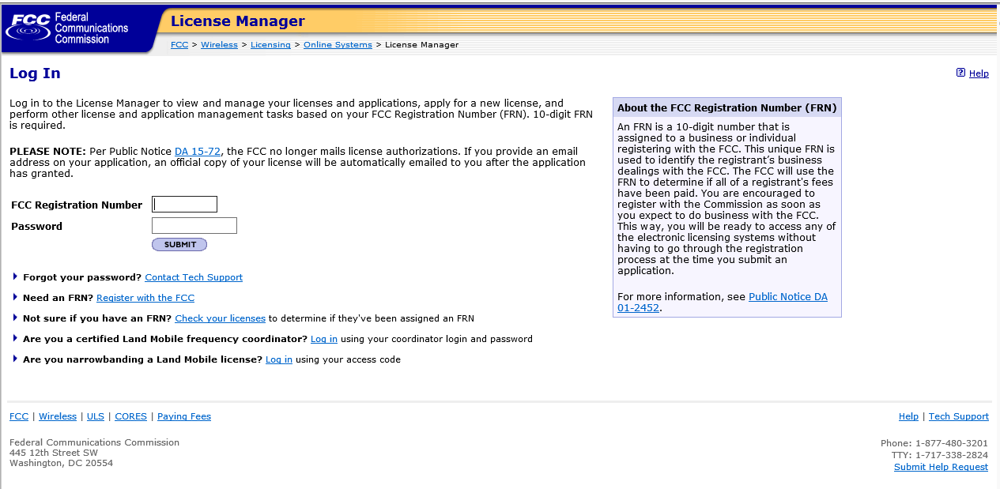 FCC Federal
Communications
Commission
License Manager
FCC > Wireless > Licensing > Online Systems > License Manager
Log In
? Help
Log in to the License Manager to view and manage your licenses and applications, apply for a new license, and
perform other license and application management tasks based on your FCC Registration Number (FRN). 10-digit FRN
is required.
PLEASE NOTE: Per Public Notice DA 15-72, the FCC no longer mails license authorizations. If you provide an email
address on your application, an official copy of your license will be automatically emailed to you after the application
has granted.
FCC Registration Number
Password
SUBMIT
Forgot your password? Contact Tech Support
Need an FRN? Register with the FCC
Not sure if you have an FRN? Check your licenses to determine if they've been assigned an FRN
Are you a certified Land Mobile frequency coordinator? Log in using your coordinator login and password
Are you narrowbanding a Land Mobile license? Log in using your access code
About the FCC Registration Number (FRN)
An FRN is a 10-digit number that is
assigned to a business or individual
registering with the FCC. This unique FRN is
used to identify the registrant’s business
dealings with the FCC. The FCC will use the
FRN to determine if all of a registrant's fees
have been paid. You are encouraged to
register with the Commission as soon as
you expect to do business with the FCC.
This way, you will be ready to access any of
the electronic licensing systems without
having to go through the registration
process at the time you submit an
application.
For more information, see Public Notice DA
01-2452.
FCC | Wireless | ULS | CORES | Paying Fees
Help | Tech Support
Federal Communications Commission
445 12th Street SW
Washington, DC 20554
Phone: 1-877-480-3201
TTY: 1-717-338-2824
Submit Help Request